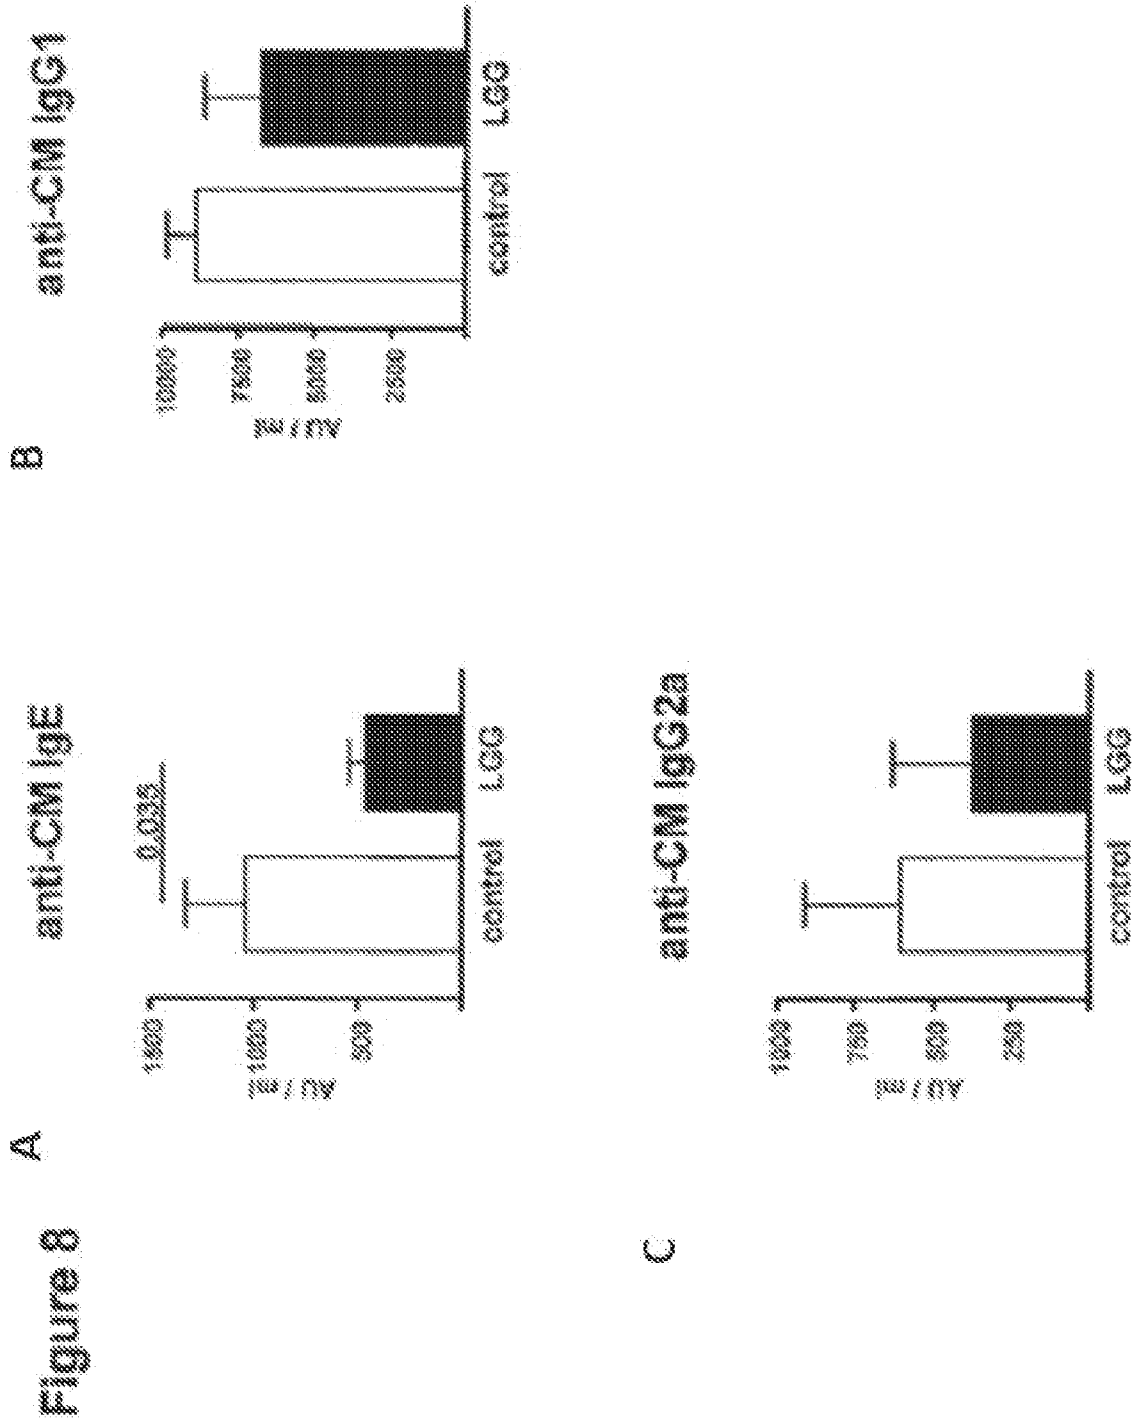 Figure 8
A
anti-CM IgE
0.035
AU / ml
1500
1000
500
control
LGG
B
anti-CM IgG1
AU / ml
10000
7500
5000
2500
control
LGG
C
anti-CM IgG2a
AU / ml
1000
750
500
250
control
LGG